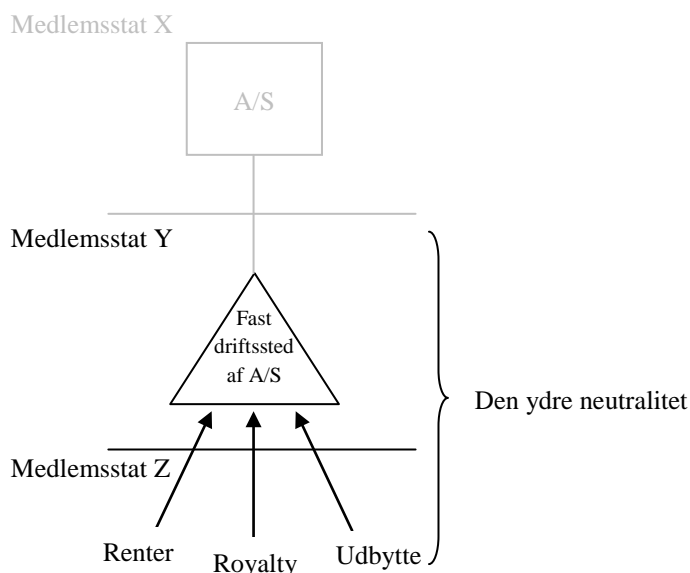 Medlemsstat X
A/S
Medlemsstat Y
Fast
driftssted
af A/S
Den ydre neutralitet
Medlemsstat Z
Renter
Royalty
Udbytte